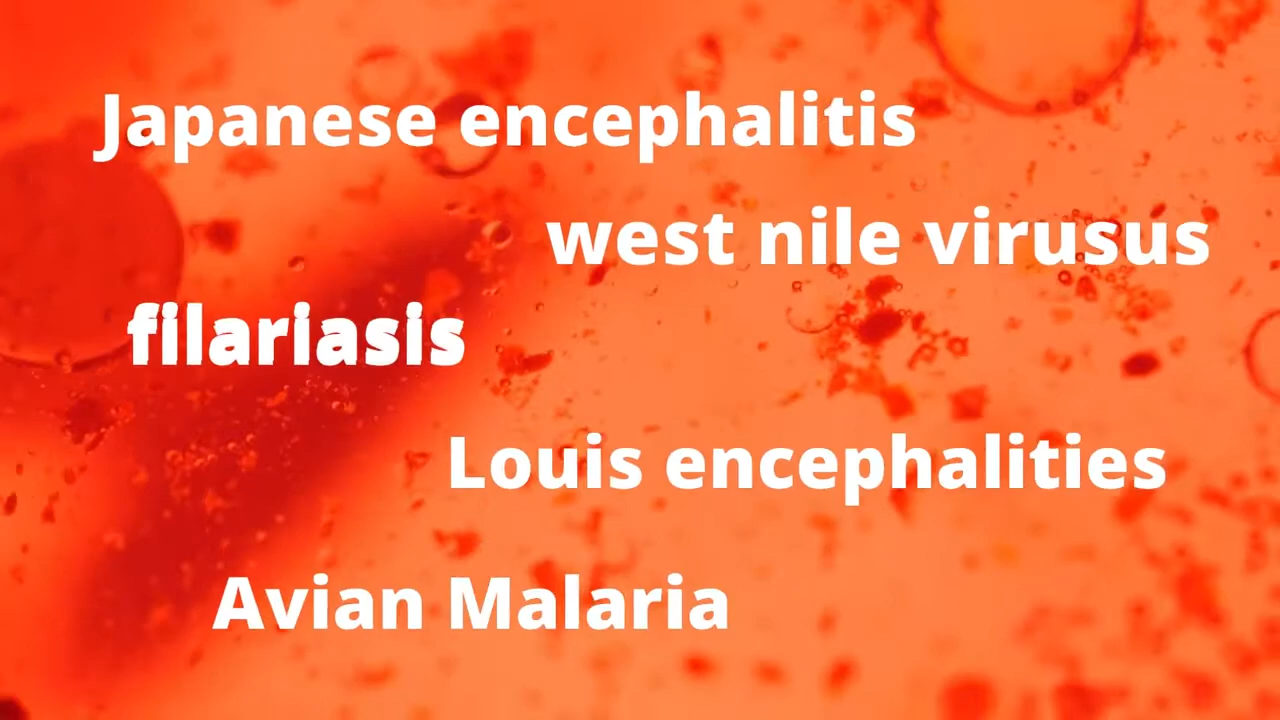 Japanese encephalitis
west nile virusus
filariasis
Louis encephalities
Avian Malaria